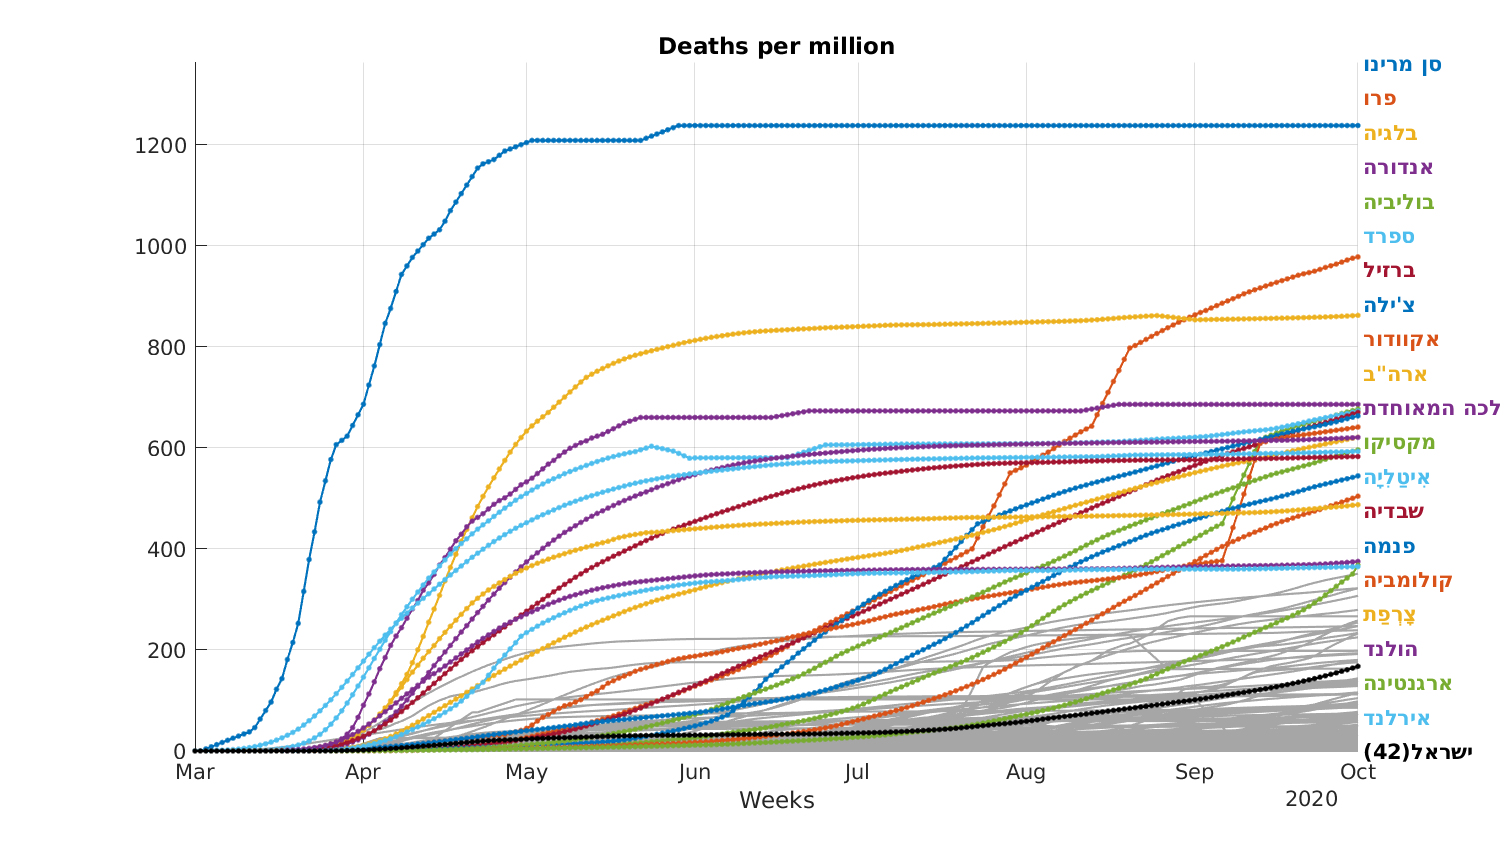 Deaths per million
1200
1000
800
600
400
200
0
Mar Apr May Jun Jul Aug Sep Oct
Weeks
2020
סן מרינו
פרו
בלגיה
אנדורה
בוליביה
ספרד
ברזיל
צ'ילה
אקוודור
ארה"ב
לכה המאוחדת
מקסיקו
אִיטַלִיָה
שבדיה
פנמה
קולומביה
צָרְפַת
הולנד
ארגנטינה
אירלנד
ישראל(42)